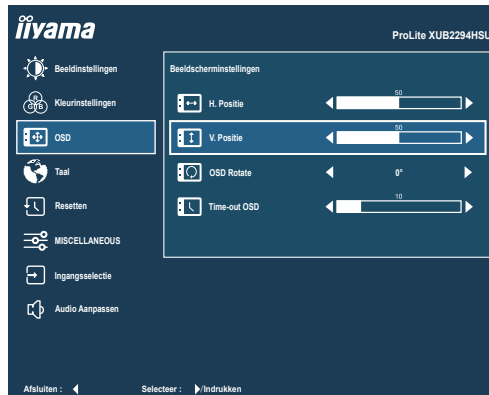 iiyama
ProLite XUB2294HSU
Beeldinstellingen
Kleurinstellingen
R
G B
OSD
Taal
Resetten
MISCELLANEOUS
Ingangsselectie
Audio Aanpassen
Beeldscherminstellingen
H. Positie
50
V. Positie
50
OSD Rotate
0°
Time-out OSD
10
Afsluiten :
Selecteer : /Indrukken